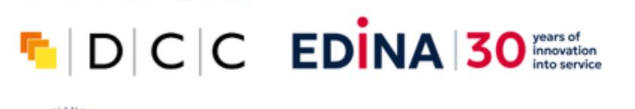 D|C|C
EDINA 30 years of
innovation
into service